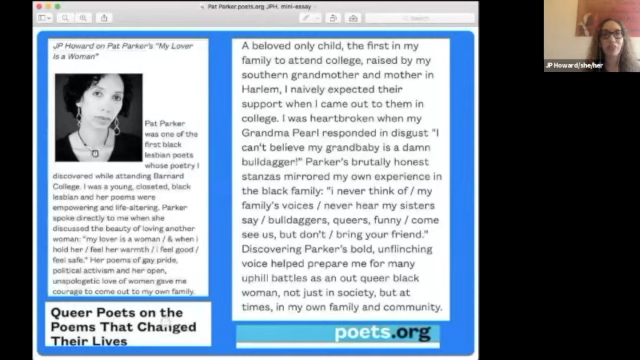 Pat Parker.poets.org JPH, mini-essay
Search
JP Howard/she/her
JP Howard on Pat Parker's "My Lover
Is a Woman"
Pat Parker
was one of the
first black
lesbian poets
whose poetry I
discovered while attending Barnard
College. I was a young, closeted, black
lesbian and her poems were
empowering and life-altering. Parker
spoke directly to me when she
discussed the beauty of loving another
woman: "my lover is a woman / & when i
hold her / feel her warmth / i feel good /
feel safe." Her poems of gay pride,
political activism and her open,
unapologetic love of women gave me
courage to come out to my own family.
Queer Poets on the
Poems That Changed
Their Lives
A beloved only child, the first in my
family to attend college, raised by my
southern grandmother and mother in
Harlem, I naively expected their
support when I came out to them in
college. I was heartbroken when my
Grandma Pearl responded in disgust "I
can't believe my grandbaby is a damn
bulldagger!" Parker's brutally honest
stanzas mirrored my own experience in
the black family: "i never think of / my
family's voices / never hear my sisters
say / bulldaggers, queers, funny / come
see us, but don't / bring your friend."
Discovering Parker's bold, unflinching
voice helped prepare me for many
uphill battles as an out queer black
woman, not just in society, but at
times, in my own family and community.
poets.org